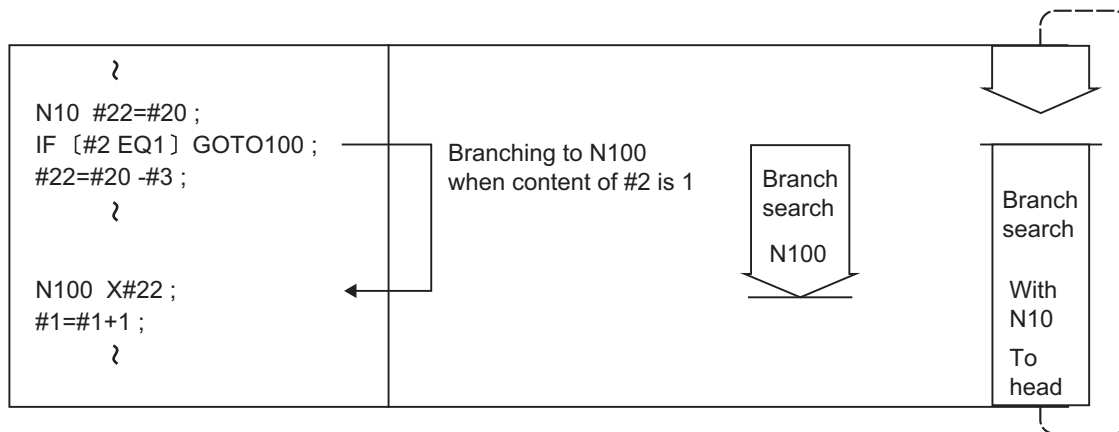 ~
N10 #22=#20 ;
IF〔#2 EQ1〕GOTO100 ;
#22=#20 -#3 ;
~
N100 X#22 ;
#1=#1+1 ;
~
Branching to N100
when content of #2 is 1
Branch
search
N100
Branch
search
With
N10
To
head